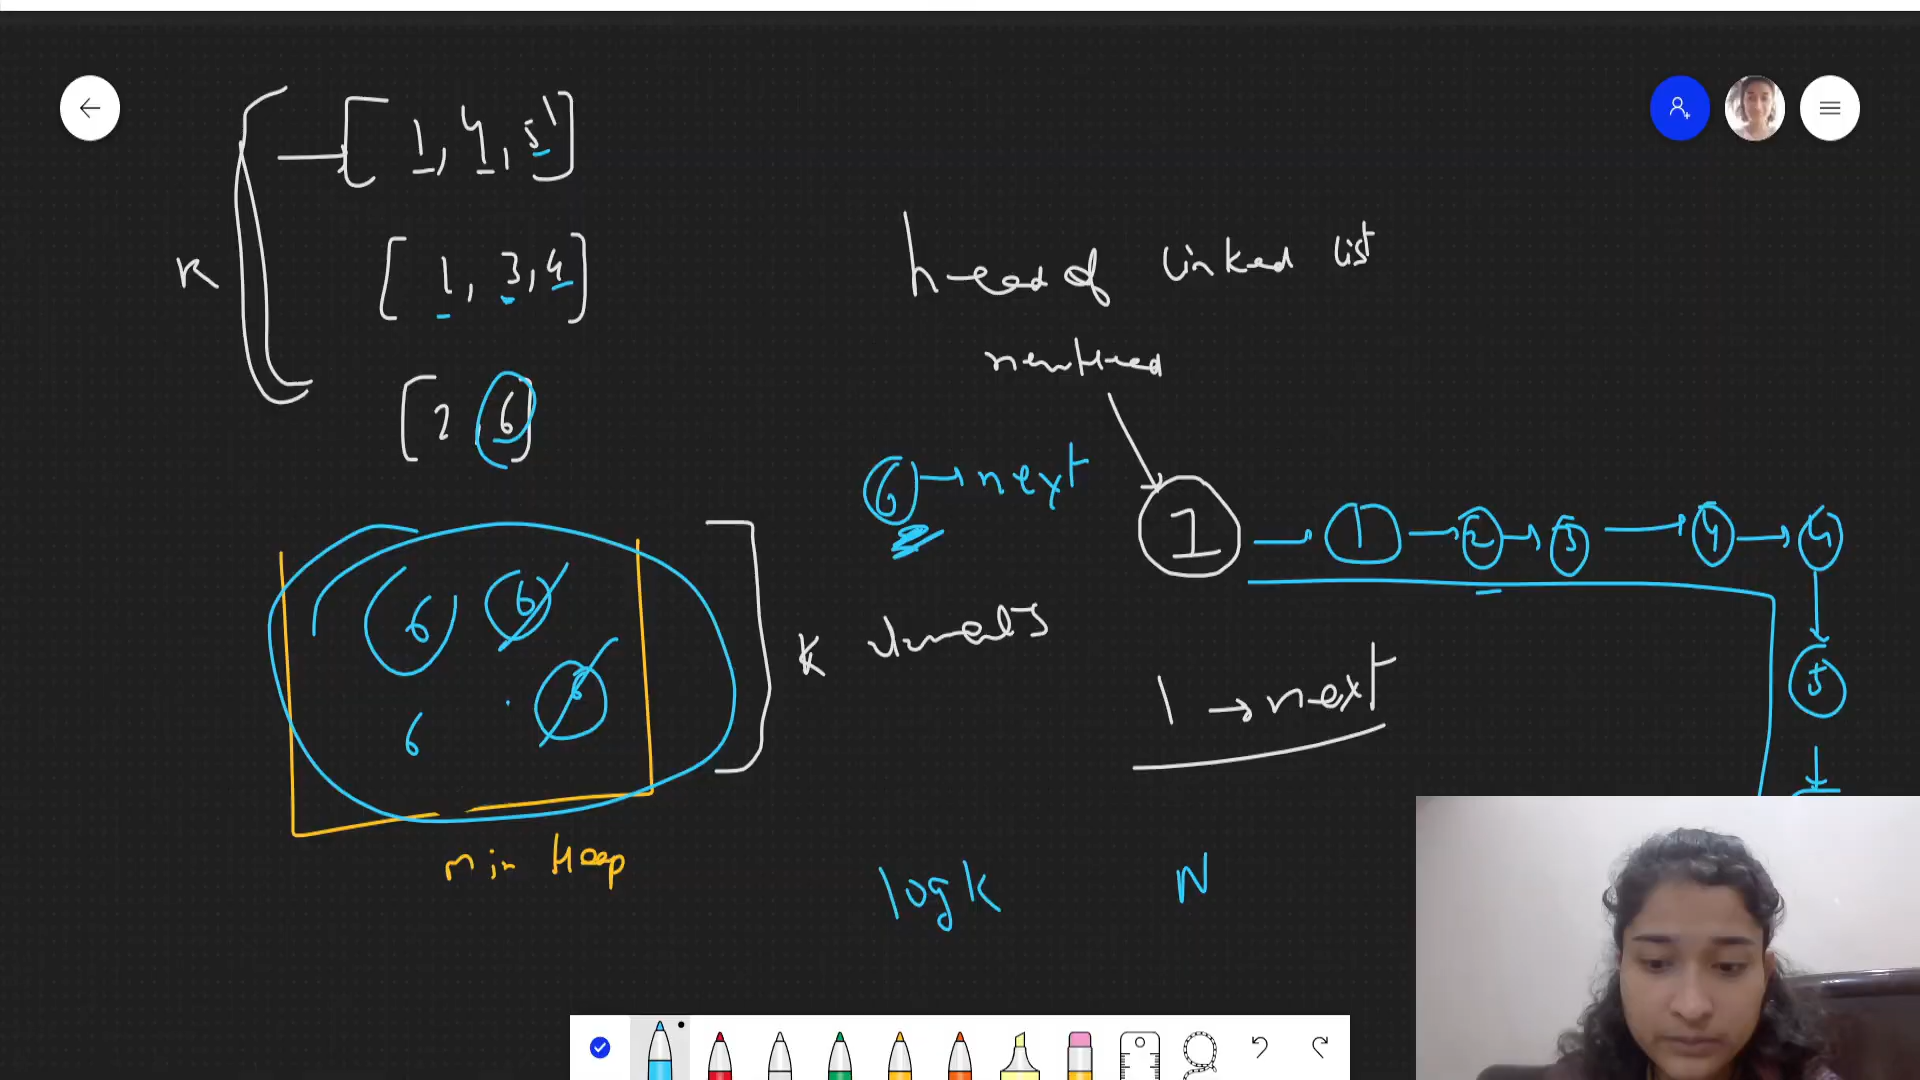 [ 1, 4, 5 ]
K
[ 1, 3, 4 ]
[ 2 6 ]
head of linked list
newHead
6 → next
1 → 1 → 2 → 3 → 4 → 4
5
6 6
6
6
K elements
1 → next
min Heap
log k N